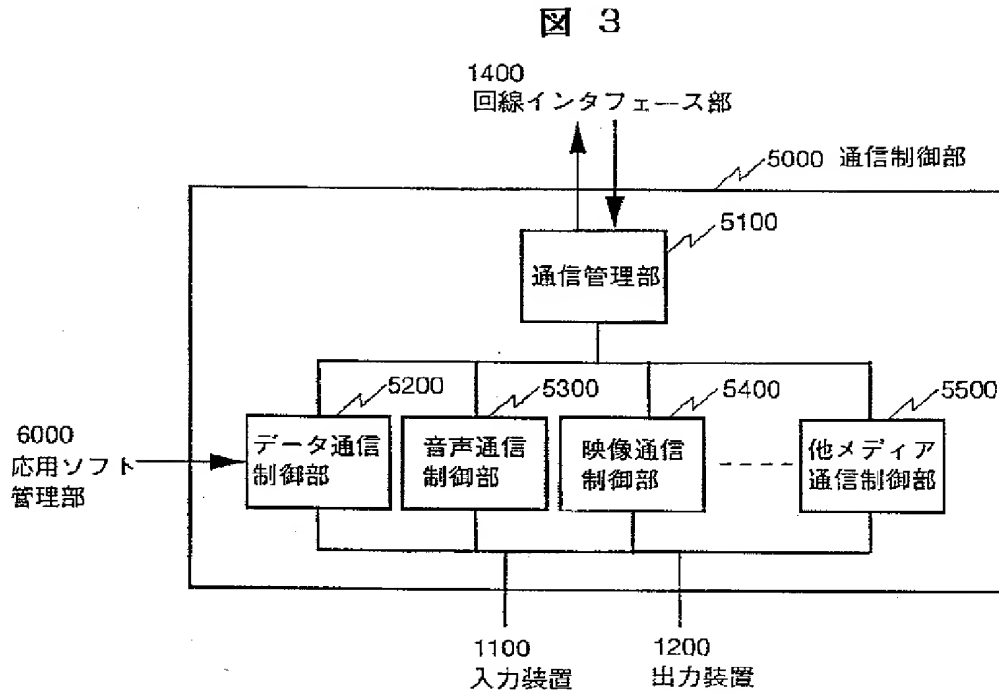 図 3
1400
回線インタフェース部
5000 通信制御部
5100
通信管理部
5200
5300
5400
5500
6000
応用ソフト
管理部
データ通信
制御部
音声通信
制御部
映像通信
制御部
他メディア
通信制御部
1100
入力装置
1200
出力装置